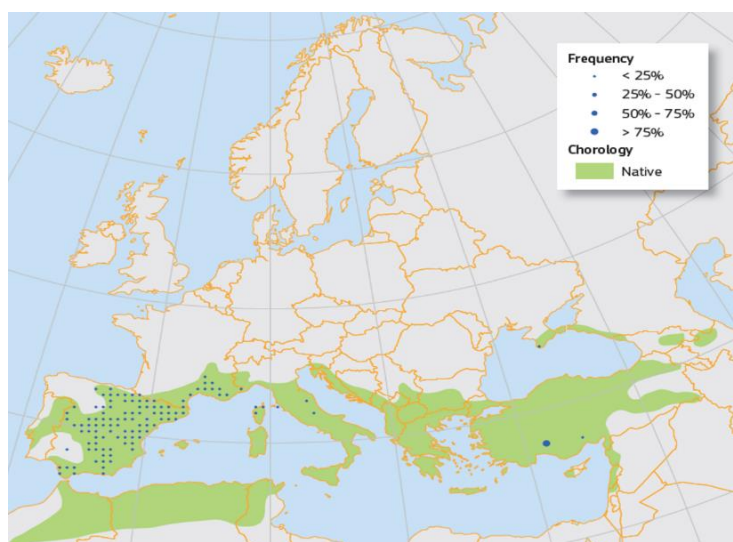 Frequency
< 25%
25% - 50%
50% - 75%
> 75%
Chorology
Native